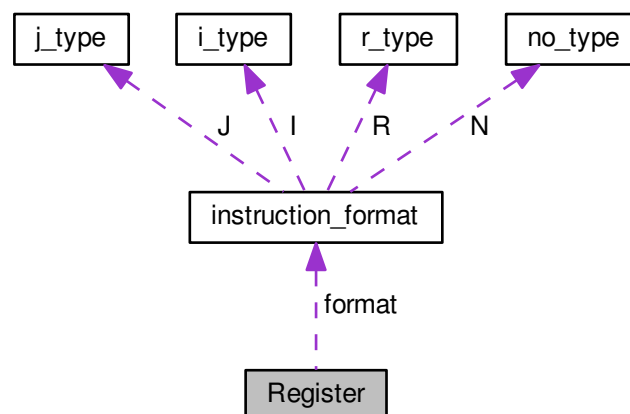 j_type i_type r_type no_type
J I R N
instruction_format
format
Register